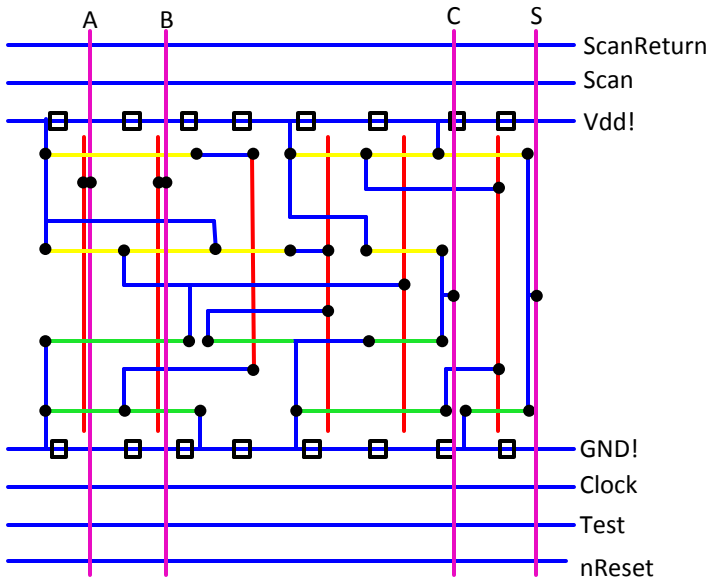 A
B
C
S
ScanReturn
Scan
Vdd!
GND!
Clock
Test
nReset